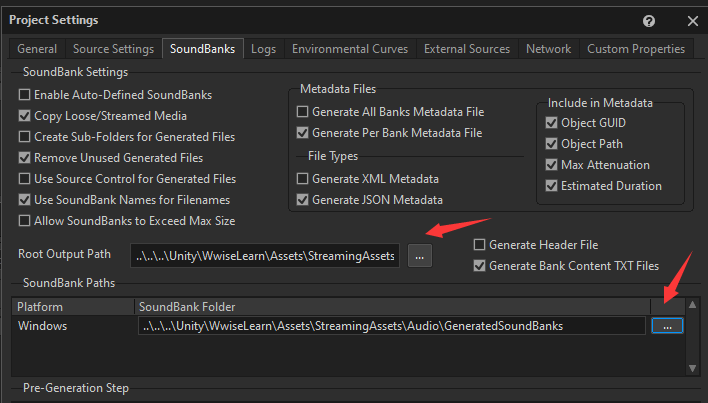 Project Settings
General Source Settings SoundBanks Logs Environmental Curves External Sources Network Custom Properties
SoundBank Settings
Enable Auto-Defined SoundBanks
Copy Loose/Streamed Media
Create Sub-Folders for Generated Files
Remove Unused Generated Files
Use Source Control for Generated Files
Use SoundBank Names for Filenames
Allow SoundBanks to Exceed Max Size
Metadata Files
Generate All Banks Metadata File
Generate Per Bank Metadata File
File Types
Generate XML Metadata
Generate JSON Metadata
Include in Metadata
Object GUID
Object Path
Max Attenuation
Estimated Duration
Root Output Path ..\..\..\Unity\WwiseLearn\Assets\StreamingAssets ...
Generate Header File
Generate Bank Content TXT Files
SoundBank Paths
Platform SoundBank Folder
Windows ..\..\..\Unity\WwiseLearn\Assets\StreamingAssets\Audio\GeneratedSoundBanks ...
Pre-Generation Step